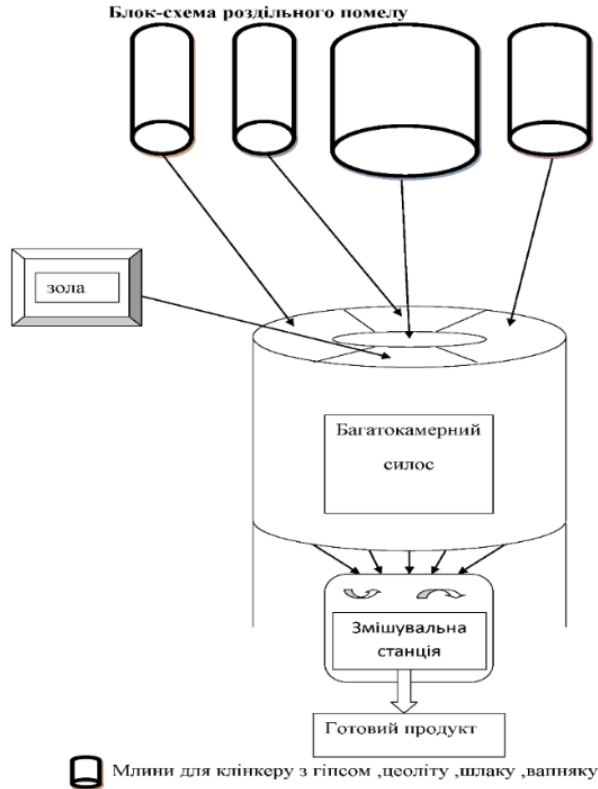 Блок-схема роздільного помелу
зола
Багатокамерний
силос
Змішувальна
станція
Готовий продукт
Млини для клінкеру з гіпсом ,цеоліту ,шлаку ,вапняку